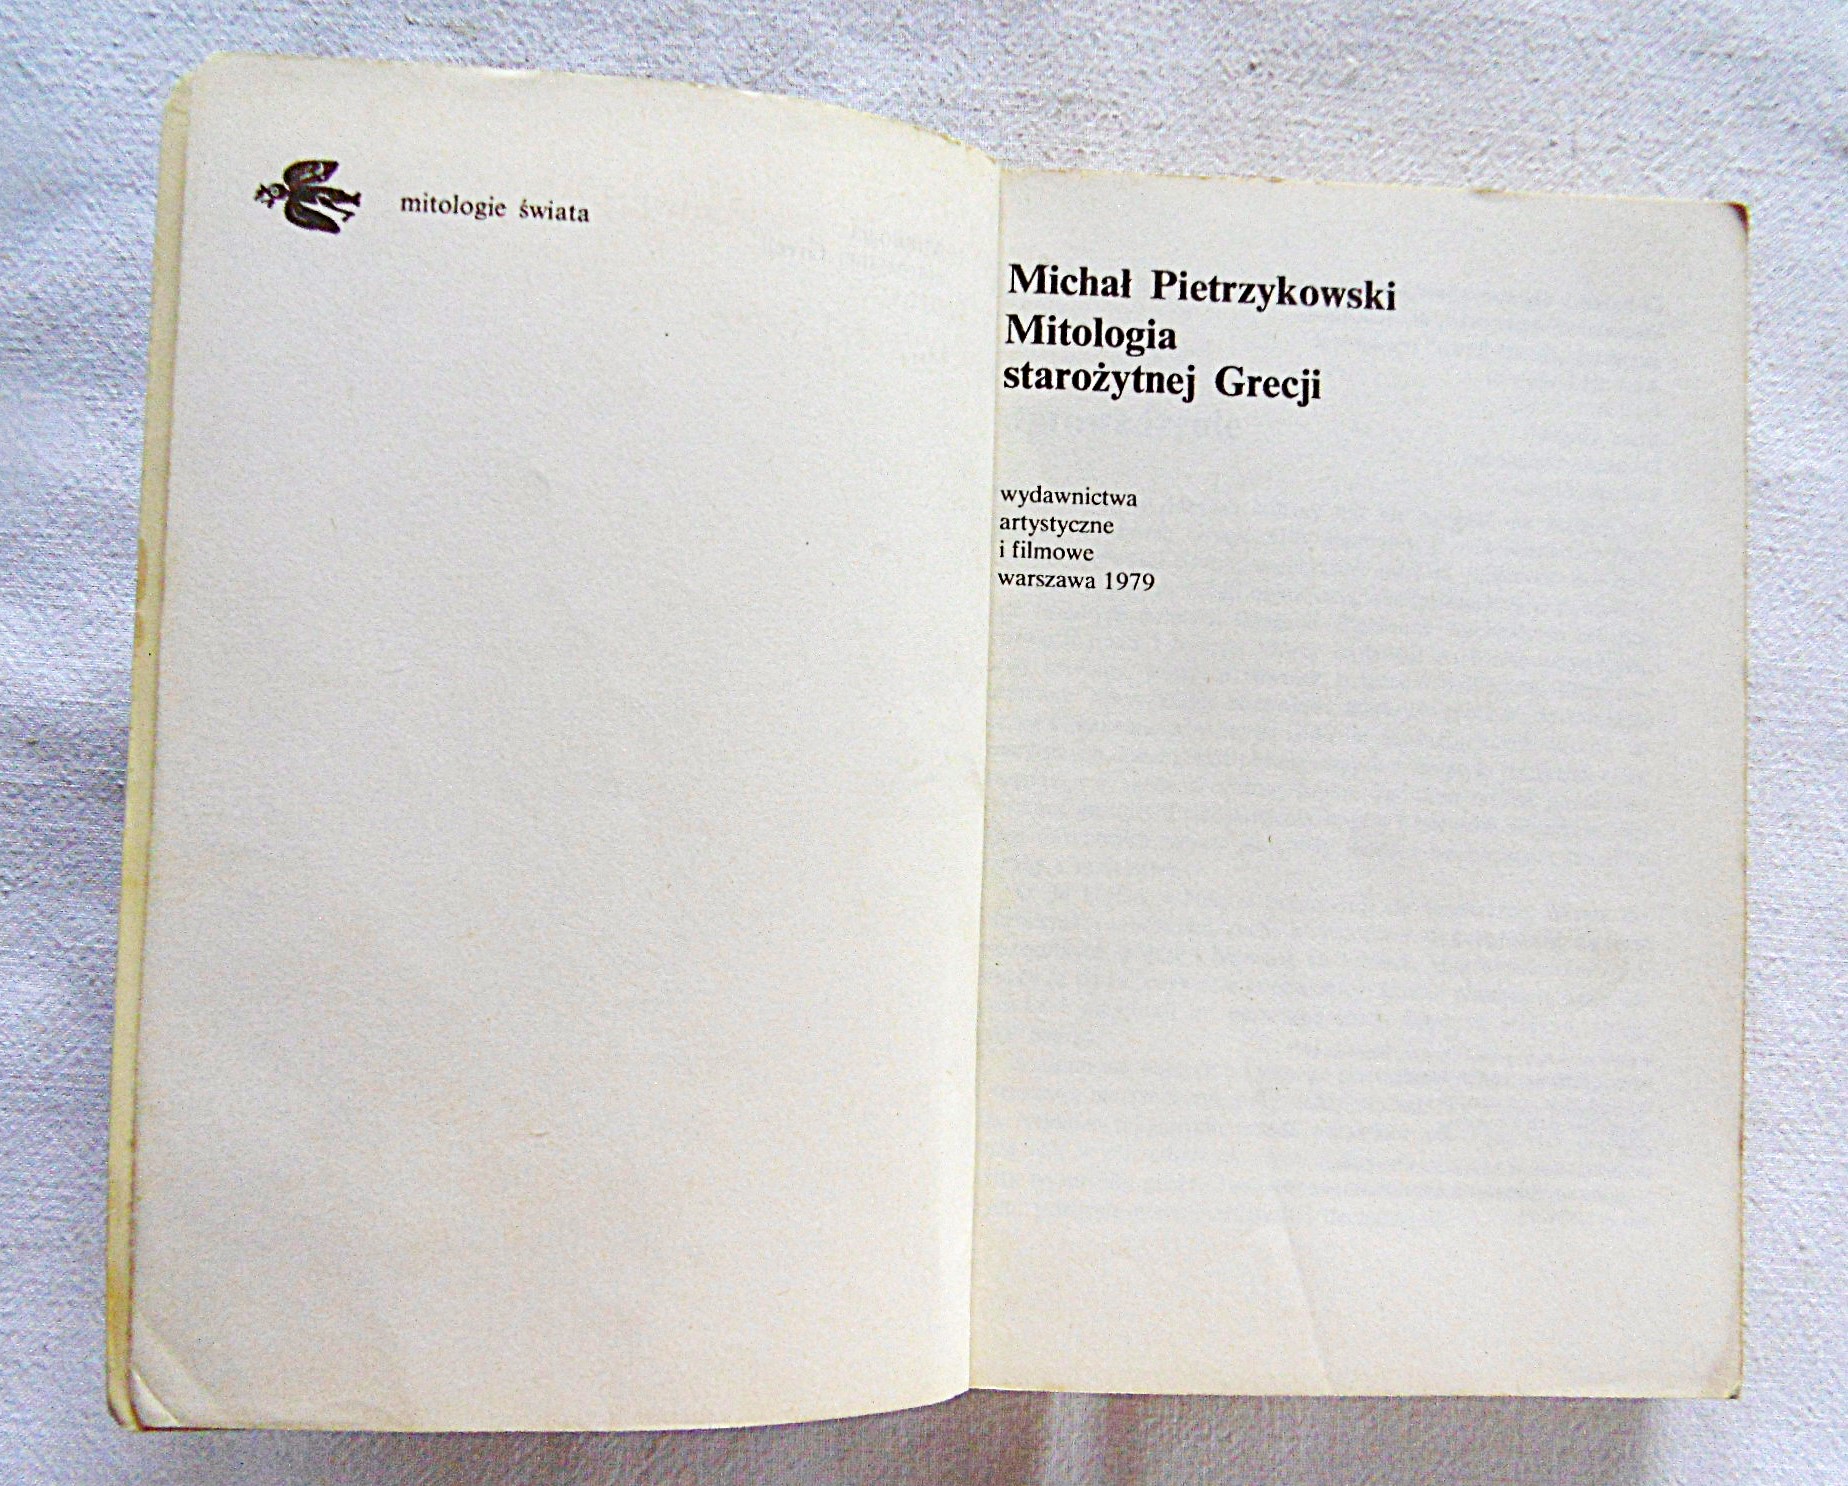 mitologie świata
Michał Pietrzykowski
Mitologia
starożytnej Grecji
wydawnictwa
artystyczne
i filmowe
warszawa 1979